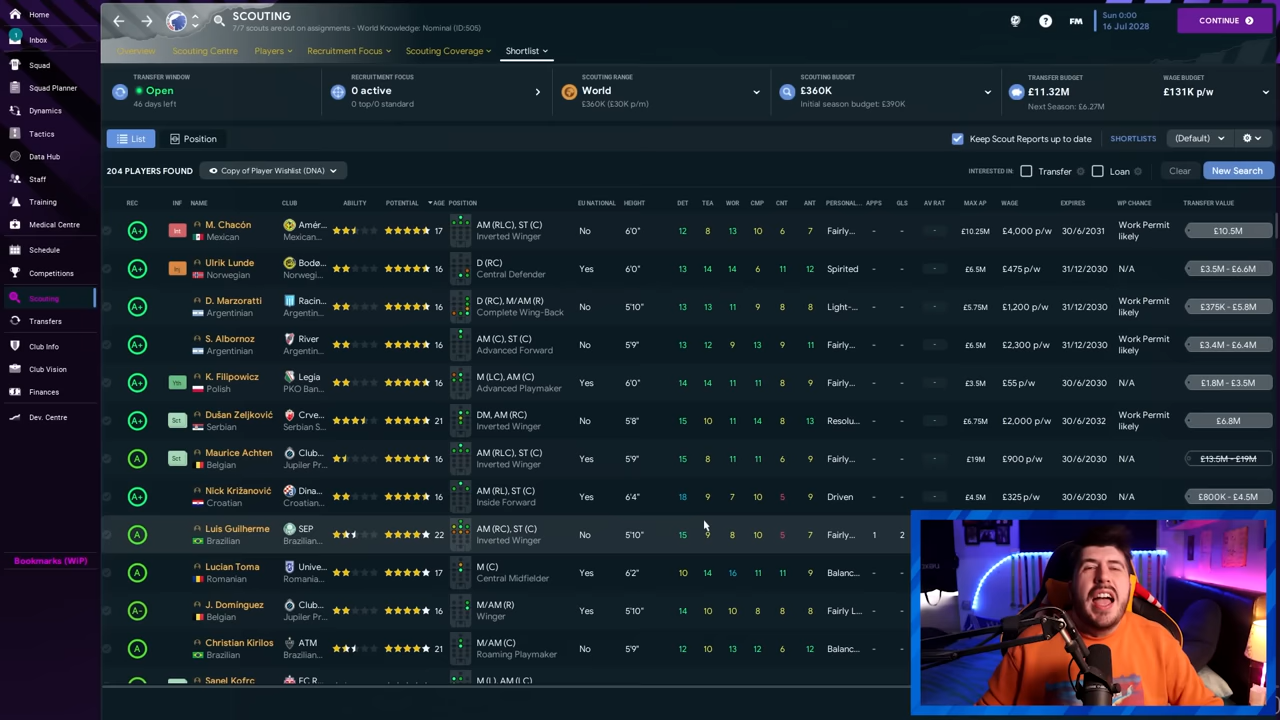 Home
Inbox
1
Squad
Squad Planner
Dynamics
Tactics
Data Hub
Staff
Training
Medical Centre
Schedule
Competitions
Scouting
Transfers
Club Info
Club Vision
Finances
Dev. Centre
Bookmarks (WiP)
SCOUTING
7/7 scouts are out on assignments - World Knowledge: Nominal (ID:505)
FM
Sun 0:00
16 Jul 2028
CONTINUE
Overview Scouting Centre Players Recruitment Focus Scouting Coverage Shortlist
TRANSFER WINDOW
Open
46 days left
RECRUITMENT FOCUS
0 active
0 top/0 standard
SCOUTING RANGE
World
£360K (£30K p/m)
SCOUTING BUDGET
£360K
Initial season budget: £390K
TRANSFER BUDGET
£11.32M
Next Season: £6.27M
WAGE BUDGET
£131K p/w
List Position
Keep Scout Reports up to date SHORTLISTS (Default)
204 PLAYERS FOUND Copy of Player Wishlist (DNA) INTERESTED IN: Transfer Loan Clear New Search
REC INF NAME CLUB ABILITY POTENTIAL AGE POSITION EU NATIONAL HEIGHT DET TEA WOR CMP CNT ANT PERSONAL... APPS GLS AV RAT MAX AP WAGE EXPIRES WP CHANCE TRANSFER VALUE
A+ Int M. Chacón Amér... 17 AM (RLC), ST (C) No 6'0" 12 8 13 10 6 7 Fairly... - - - £10.25M £4,000 p/w 30/6/2031 Work Permit likely £10.5M
Mexican Mexican... Inverted Winger
A+ Inj Ulrik Lunde Bodø... 16 D (RC) Yes 6'0" 13 14 14 6 11 12 Spirited - - - £6.5M £475 p/w 31/12/2030 N/A £3.5M - £6.6M
Norwegian Norwegi... Central Defender
A+ D. Marzoratti Racin... 16 D (RC), M/AM (R) No 5'10" 13 13 11 9 8 8 Light-... - - - £5.75M £1,200 p/w 31/12/2030 Work Permit likely £375K - £5.8M
Argentinian Argentin... Complete Wing-Back
A+ S. Albornoz River 16 AM (C), ST (C) No 5'9" 13 12 9 13 9 11 Fairly... - - - £6.5M £2,300 p/w 31/12/2030 Work Permit likely £3.4M - £6.4M
Argentinian Argentin... Advanced Forward
A+ Yth K. Filipowicz Legia 16 M (LC), AM (C) Yes 6'0" 14 14 11 11 8 9 Fairly... - - - £3.5M £55 p/w 30/6/2030 N/A £1.8M - £3.5M
Polish PKO Ban... Advanced Playmaker
A+ Sct Dušan Zeljković Crve... 21 DM, AM (RC) No 5'8" 15 10 11 14 8 13 Resolu... - - - £6.75M £2,000 p/w 30/6/2032 Work Permit likely £6.8M
Serbian Serbian S... Inverted Winger
A Sct Maurice Achten Club... 16 AM (RLC), ST (C) Yes 5'9" 15 8 11 11 6 9 Fairly... - - - £19M £900 p/w 30/6/2030 N/A £13.5M - £19M
Belgian Jupiler Pr... Inverted Winger
A+ Nick Križanović Dina... 16 AM (RL), ST (C) Yes 6'4" 18 9 7 10 5 9 Driven - - - £4.5M £325 p/w 30/6/2030 N/A £800K - £4.5M
Croatian Croatian... Inside Forward
A Luis Guilherme SEP 22 AM (RC), ST (C) No 5'10" 15 9 8 10 5 7 Fairly... 1 2
Brazilian Brazilian... Inverted Winger
A Lucian Toma Unive... 17 M (C) Yes 6'2" 10 14 16 11 11 9 Balanc... - -
Romanian Romania... Central Midfielder
A- J. Domínguez Club... 16 M/AM (R) Yes 5'10" 14 10 10 8 8 8 Fairly L... - -
Belgian Jupiler Pr... Winger
A Christian Kirilos ATM 21 M/AM (C) No 5'9" 12 10 13 12 6 12 Balanc... - -
Brazilian Brazilian... Roaming Playmaker
Sanel Kofrc FC R... M (L), AM (LC)